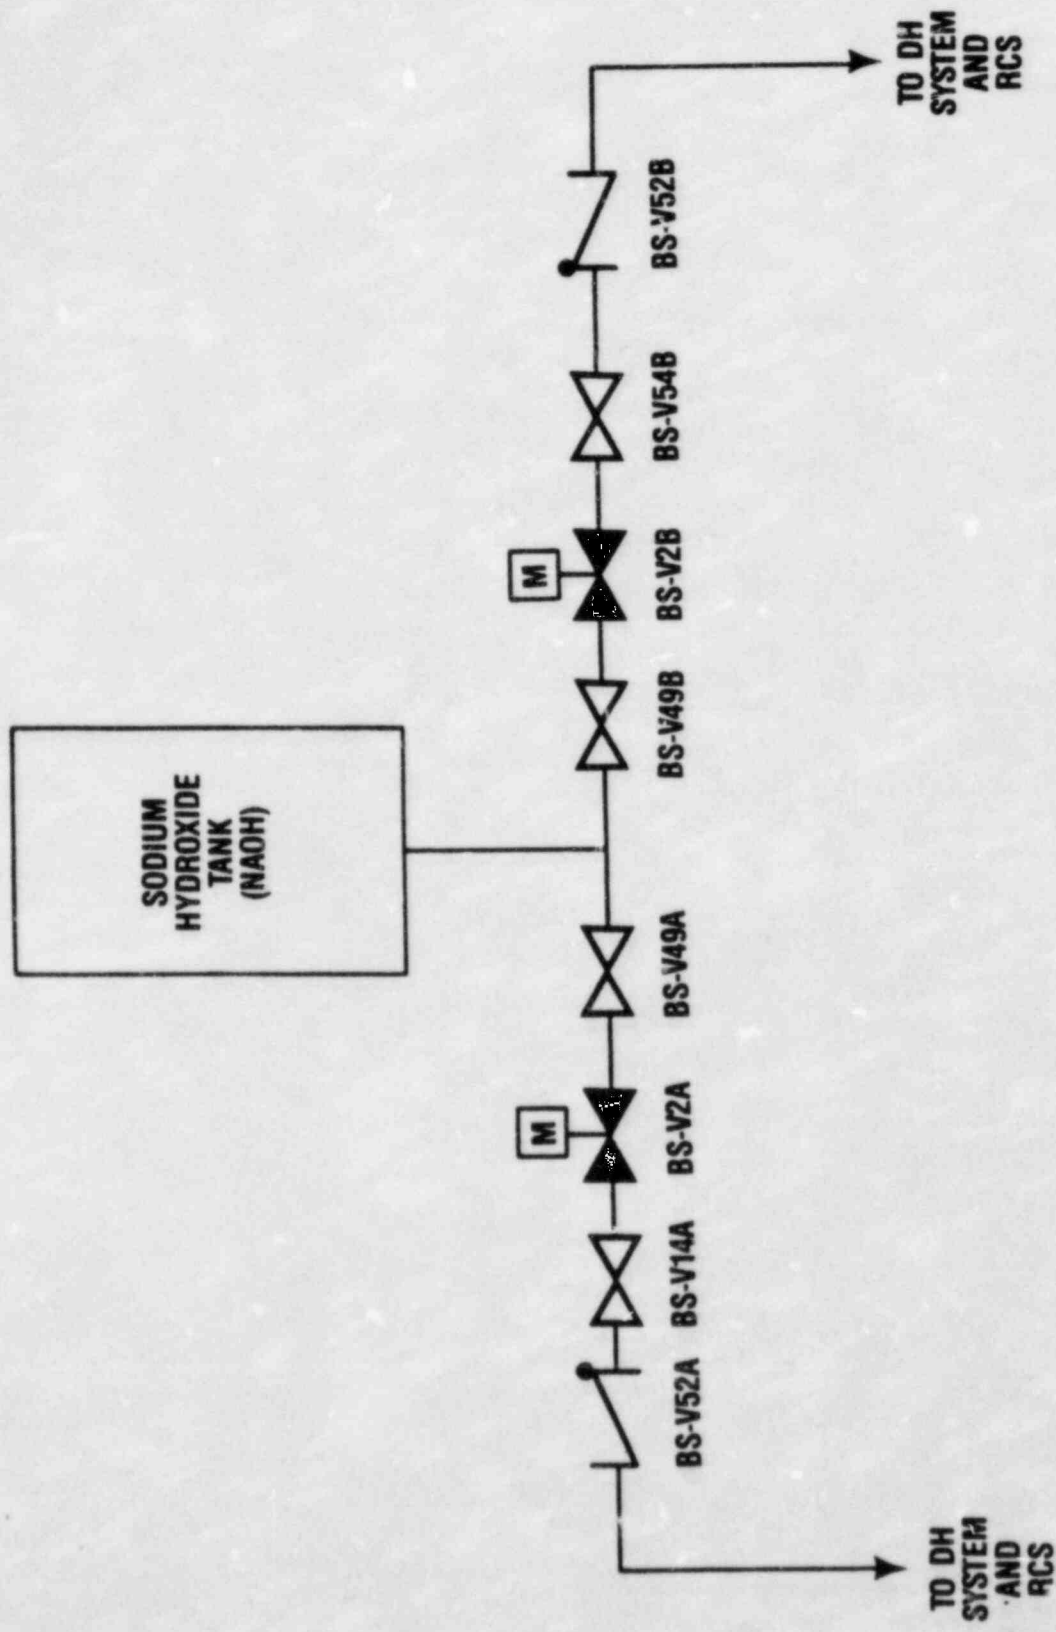 SODIUM
HYDROXIDE
TANK
(NAOH)
M
M
BS-V52A
BS-V14A
BS-V2A
BS-V49A
BS-V49B
BS-V2B
BS-V54B
BS-V52B
TO DH
SYSTEM
AND
RCS
TO DH
SYSTEM
AND
RCS